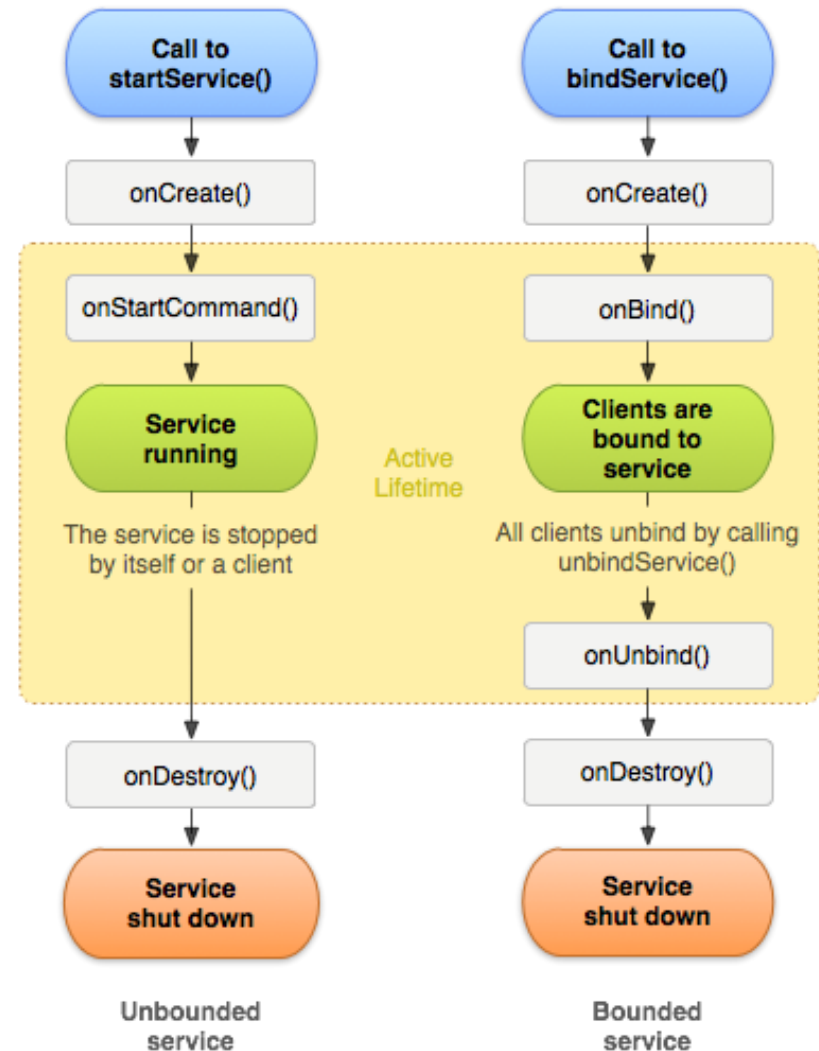 Call to
startService()
onCreate()
onStartCommand()
Service
running
The service is stopped
by itself or a client
onDestroy()
Service
shut down
Unbounded
service
Active
Lifetime
Call to
bindService()
onCreate()
onBind()
Clients are
bound to
service
All clients unbind by calling
unbindService()
onUnbind()
onDestroy()
Service
shut down
Bounded
service